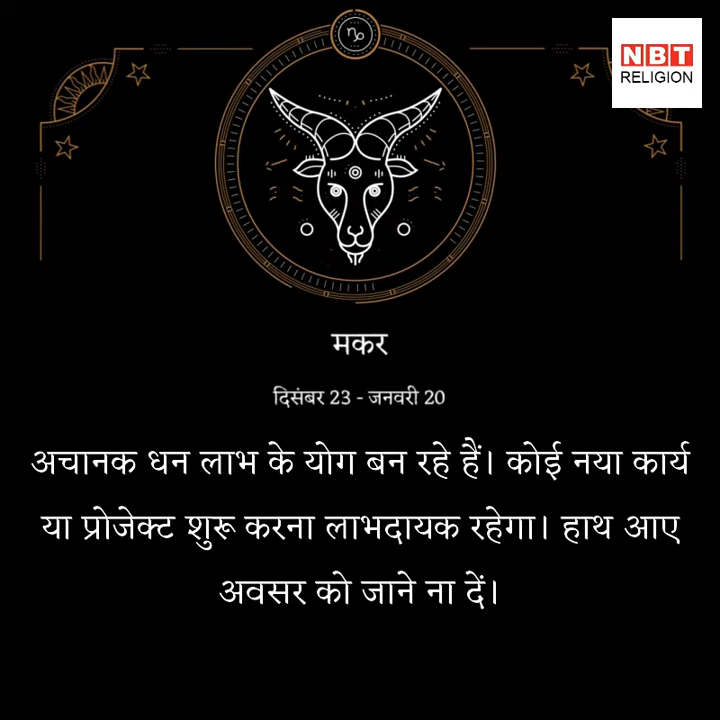 NBT
RELIGION
मकर
दिसंबर 23 - जनवरी 20
अचानक धन लाभ के योग बन रहे हैं। कोई नया कार्य
या प्रोजेक्ट शुरू करना लाभदायक रहेगा। हाथ आए
अवसर को जाने ना दें।